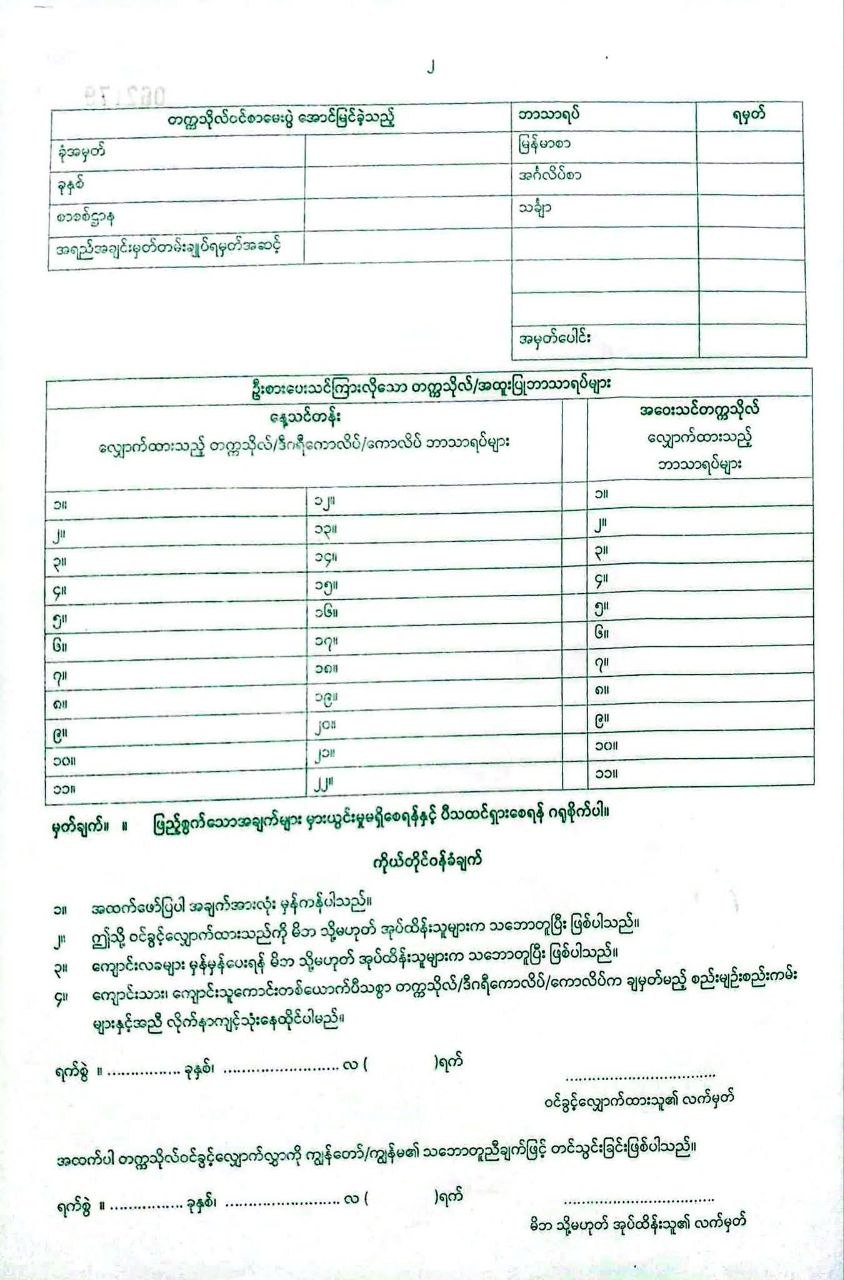 ၂
တက္ကသိုလ်ဝင်စာမေးပွဲ အောင်မြင်ခဲ့သည့် ဘာသာရပ် ရမှတ်
ခုံအမှတ် မြန်မာစာ
ခုနှစ် အင်္ဂလိပ်စာ
စာစစ်ဌာန သင်္ချာ
အရည်အချင်းမှတ်တမ်းချုပ်ရမှတ်အဆင့်
အမှတ်ပေါင်း
ဦးစားပေးသင်ကြားလိုသော တက္ကသိုလ်/အထူးပြုဘာသာရပ်များ
နေ့သင်တန်း အဝေးသင်တက္ကသိုလ်
လျှောက်ထားသည့် တက္ကသိုလ်/ဒီဂရီကောလိပ်/ကောလိပ် ဘာသာရပ်များ လျှောက်ထားသည့်
ဘာသာရပ်များ
၁။ ၁၂။ ၁။
၂။ ၁၃။ ၂။
၃။ ၁၄။ ၃။
၄။ ၁၅။ ၄။
၅။ ၁၆။ ၅။
၆။ ၁၇။ ၆။
၇။ ၁၈။ ၇။
၈။ ၁၉။ ၈။
၉။ ၂၀။ ၉။
၁၀။ ၂၁။ ၁၀။
၁၁။ ၂၂။ ၁၁။
မှတ်ချက်။ ။ ဖြည့်စွက်သောအချက်များ မှားယွင်းမှုမရှိစေရန်နှင့် ပီသထင်ရှားစေရန် ဂရုစိုက်ပါ။
ကိုယ်တိုင်ဝန်ခံချက်
၁။ အထက်ဖော်ပြပါ အချက်အားလုံး မှန်ကန်ပါသည်။
၂။ ဤသို့ ဝင်ခွင့်လျှောက်ထားသည်ကို မိဘ သို့မဟုတ် အုပ်ထိန်းသူများက သဘောတူပြီး ဖြစ်ပါသည်။
၃။ ကျောင်းလခများ မှန်မှန်ပေးရန် မိဘ သို့မဟုတ် အုပ်ထိန်းသူများက သဘောတူပြီး ဖြစ်ပါသည်။
၄။ ကျောင်းသား၊ ကျောင်းသူကောင်းတစ်ယောက်ပီသစွာ တက္ကသိုလ်/ဒီဂရီကောလိပ်/ကောလိပ်က ချမှတ်မည့် စည်းမျဉ်းစည်းကမ်း
များနှင့်အညီ လိုက်နာကျင့်သုံးနေထိုင်ပါမည်။
ရက်စွဲ ။ ................ ခုနှစ်၊ ......................... လ ( )ရက် .................................
ဝင်ခွင့်လျှောက်ထားသူ၏ လက်မှတ်
အထက်ပါ တက္ကသိုလ်ဝင်ခွင့်လျှောက်လွှာကို ကျွန်တော်/ကျွန်မ၏ သဘောတူညီချက်ဖြင့် တင်သွင်းခြင်းဖြစ်ပါသည်။
ရက်စွဲ ။ ................ ခုနှစ်၊ ......................... လ ( )ရက် .................................
မိဘ သို့မဟုတ် အုပ်ထိန်းသူ၏ လက်မှတ်